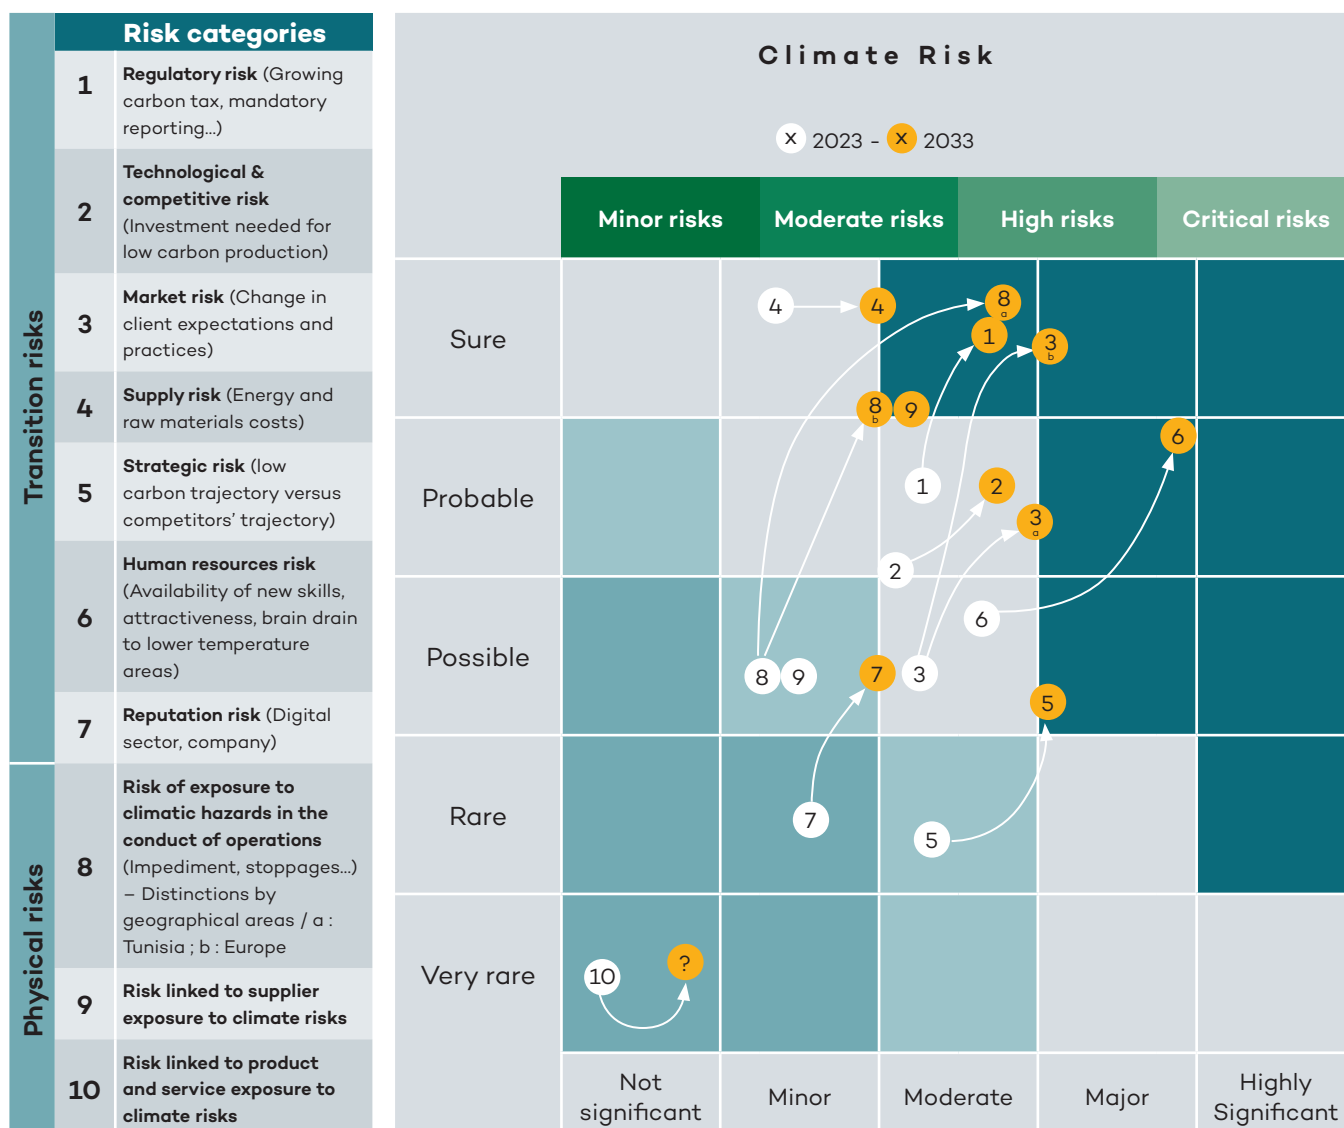 Transition risks
Physical risks
Risk categories
1
Regulatory risk (Growing
carbon tax, mandatory
reporting...)
2
Technological &
competitive risk
(Investment needed for
low carbon production)
3
Market risk (Change in
client expectations and
practices)
4
Supply risk (Energy and
raw materials costs)
5
Strategic risk (low
carbon trajectory versus
competitors' trajectory)
6
Human resources risk
(Availability of new skills,
attractiveness, brain drain
to lower temperature
areas)
7
Reputation risk (Digital
sector, company)
8
Risk of exposure to
climatic hazards in the
conduct of operations
(Impediment, stoppages...)
– Distinctions by
geographical areas / a :
Tunisia ; b : Europe
9
Risk linked to supplier
exposure to climate risks
10
Risk linked to product
and service exposure to
climate risks
Climate Risk
x 2023 - x 2033
Minor risks Moderate risks High risks Critical risks
Sure
4 4 8 a
1 3 b
8 b 9
Probable
6
1 2
3 a
2
Possible
6
8 9 7 3
5
Rare
7 5
Very rare
10 ?
Not
significant
Minor
Moderate
Major
Highly
Significant